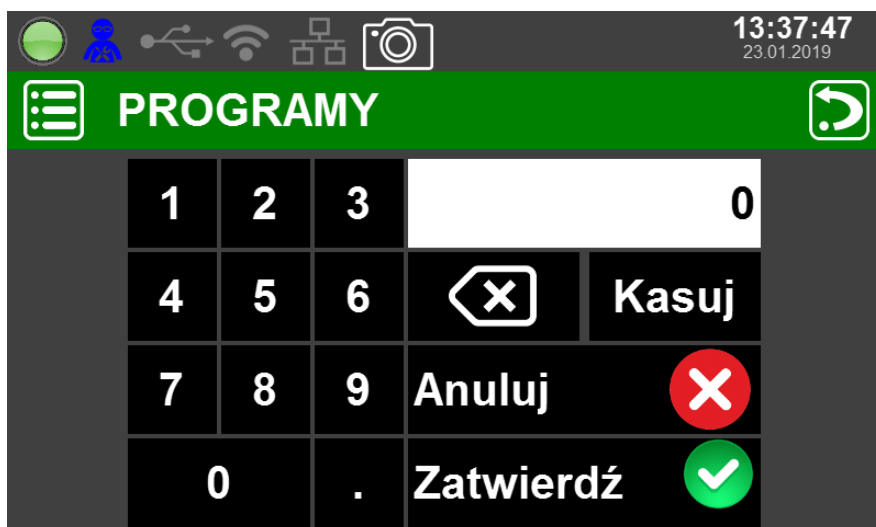 13:37:47
23.01.2019
PROGRAMY
1 2 3 0
4 5 6 Kasuj
7 8 9 Anuluj
0 . Zatwierdź